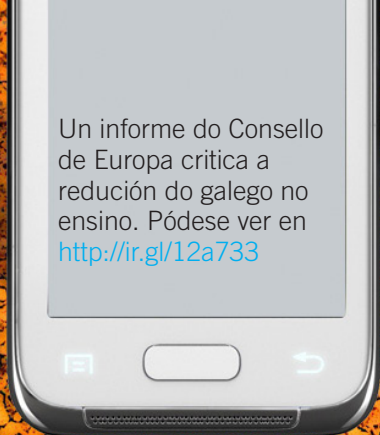 Un informe do Consello
de Europa critica a
redución do galego no
ensino. Pódese ver en
http://ir.gl/12a733